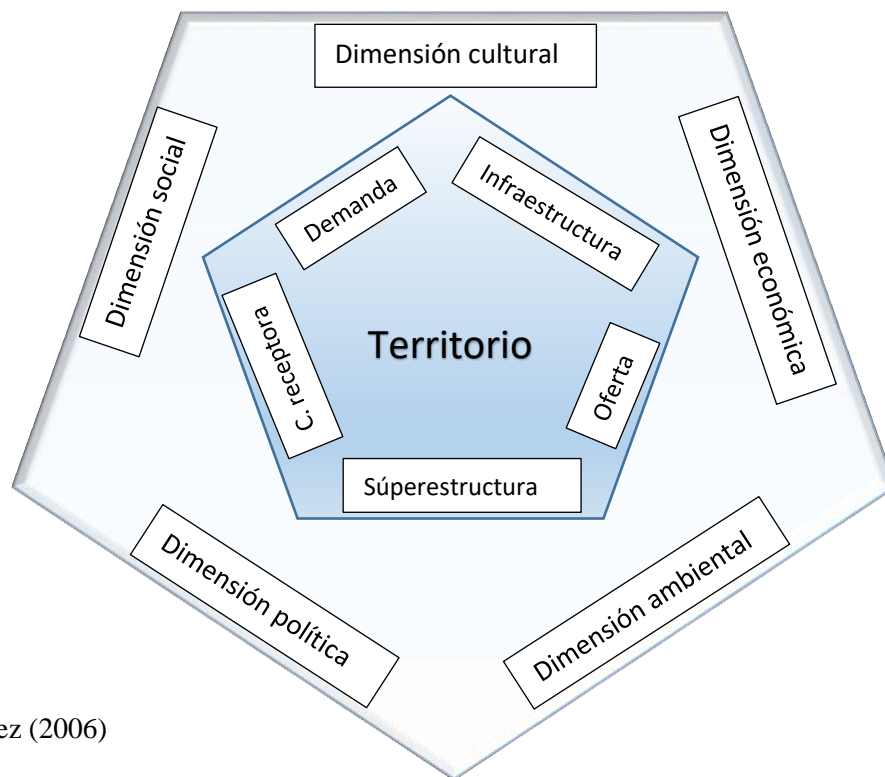 Dimensión cultural
Dimensión social
Dimensión económica
Demanda
Infraestructura
C. receptora
Territorio
Oferta
Súperestructura
Dimensión política
Dimensión ambiental
ez (2006)